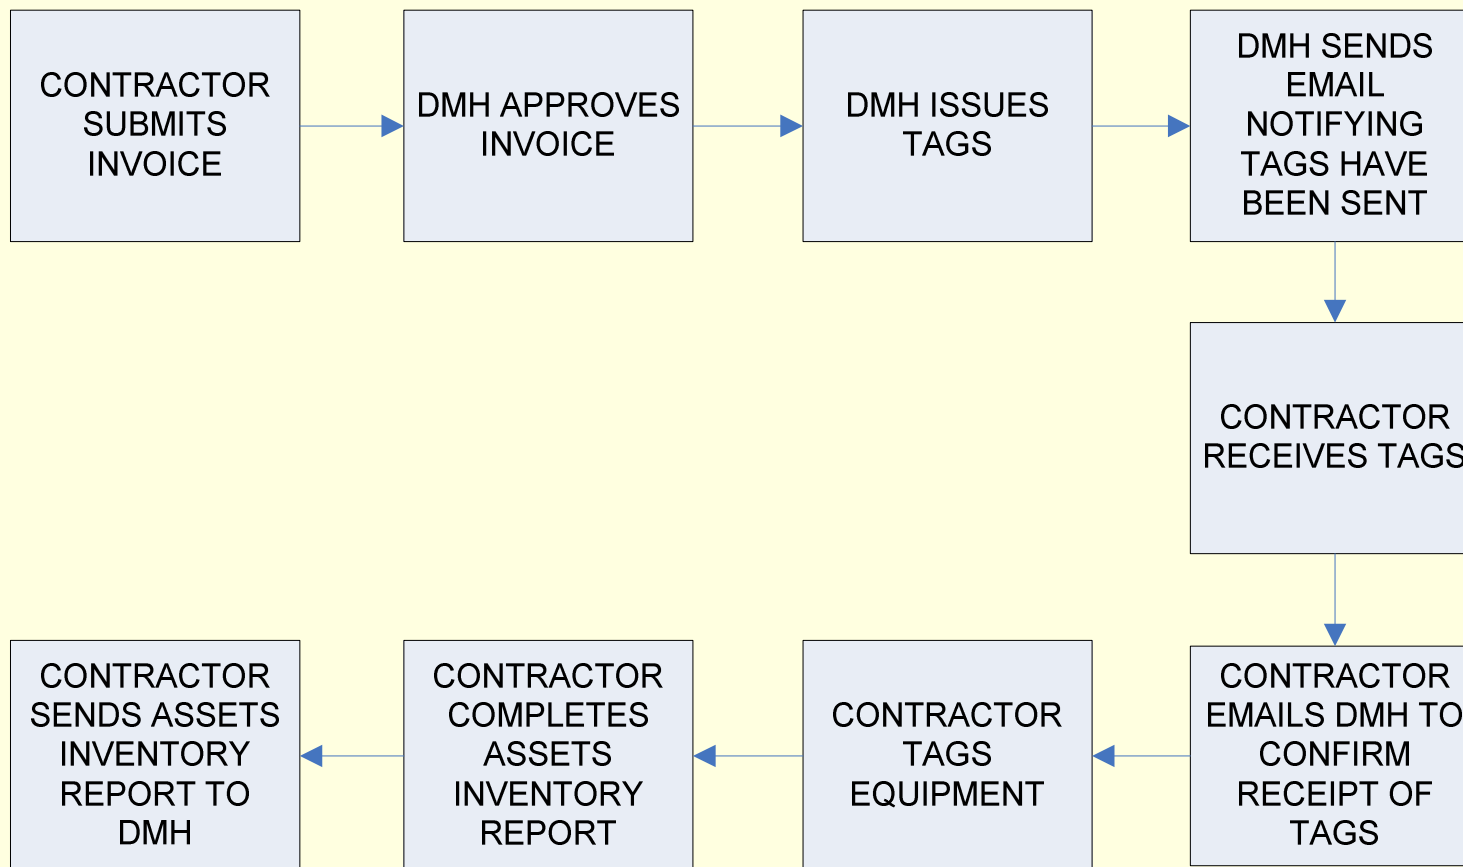 CONTRACTOR
SUBMITS
INVOICE
DMH APPROVES
INVOICE
DMH ISSUES
TAGS
DMH SENDS
EMAIL
NOTIFYING
TAGS HAVE
BEEN SENT
CONTRACTOR
RECEIVES TAGS
CONTRACTOR
EMAILS DMH TO
CONFIRM
RECEIPT OF
TAGS
CONTRACTOR
TAGS
EQUIPMENT
CONTRACTOR
COMPLETES
ASSETS
INVENTORY
REPORT
CONTRACTOR
SENDS ASSETS
INVENTORY
REPORT TO
DMH